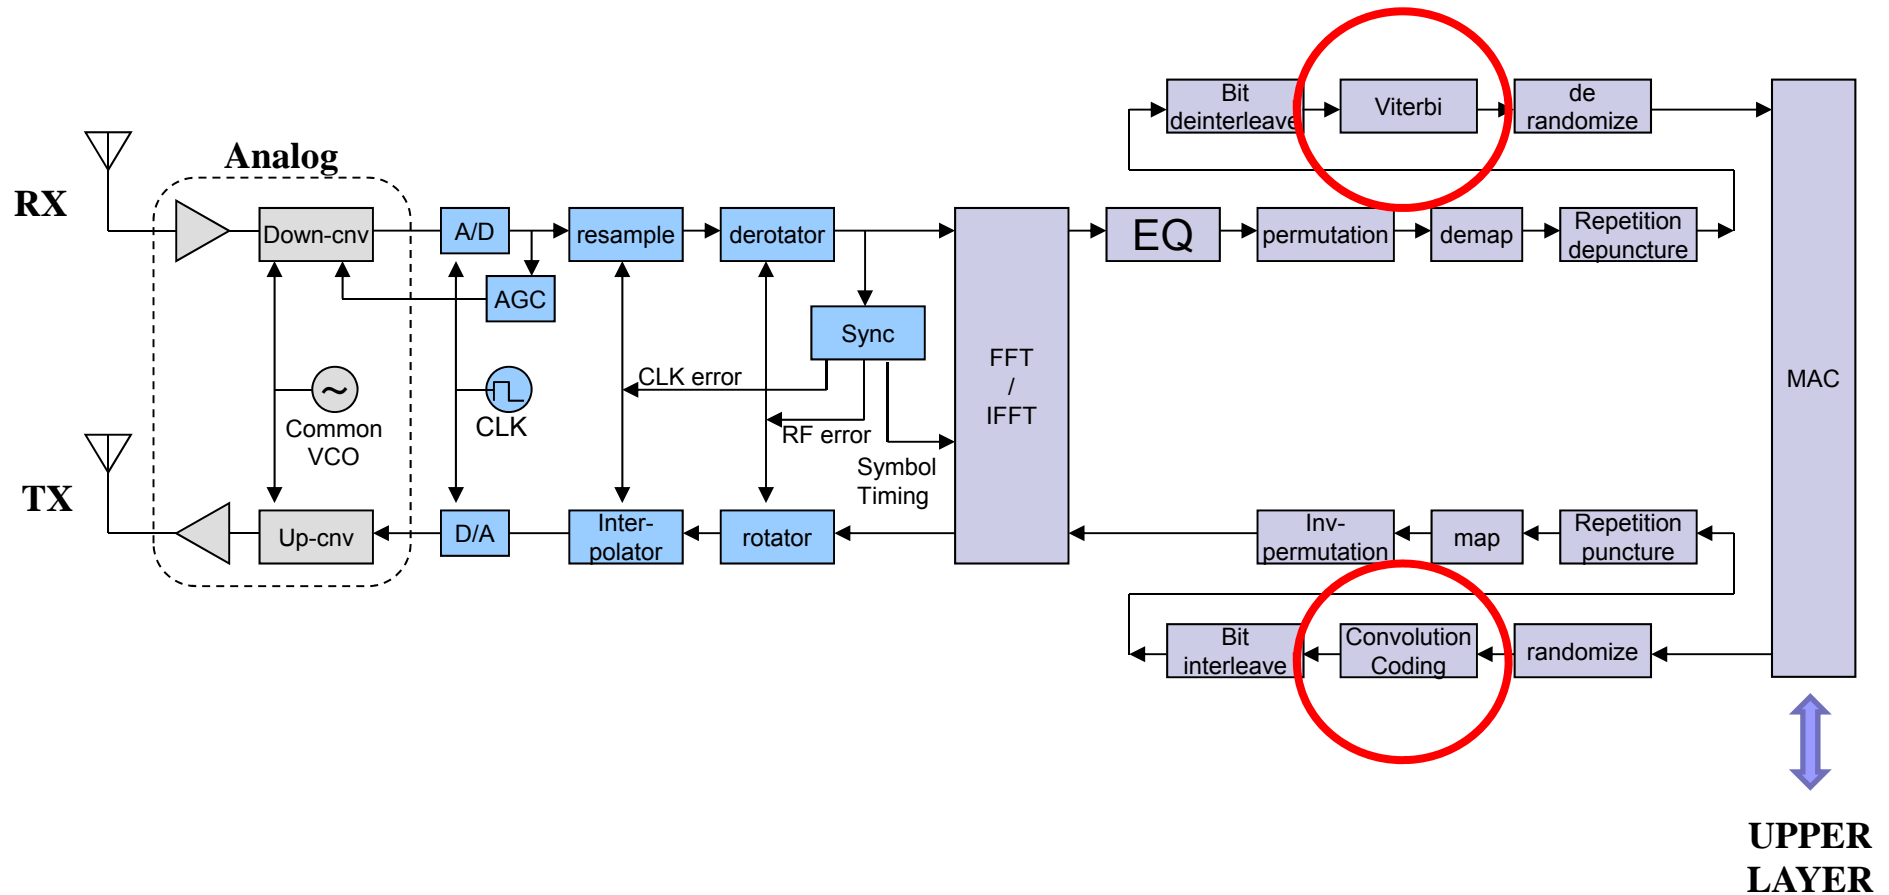 Bit
deinterleave
Viterbi
de
randomize
Analog
RX
Down-cnv
A/D
resample
derotator
EQ
permutation
demap
Repetition
depuncture
AGC
Sync
FFT
/
IFFT
MAC
CLK error
Common
VCO
CLK
RF error
Symbol
Timing
TX
Up-cnv
D/A
Inter-
polator
rotator
Inv-
permutation
map
Repetition
puncture
Bit
interleave
Convolution
Coding
randomize
UPPER
LAYER